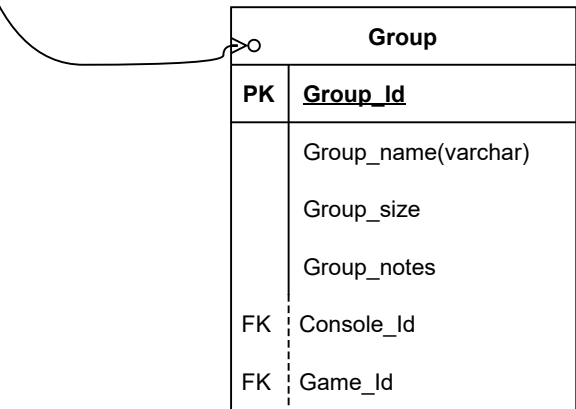 Group
PK Group_Id
Group_name(varchar)
Group_size
Group_notes
FK Console_Id
FK Game_Id